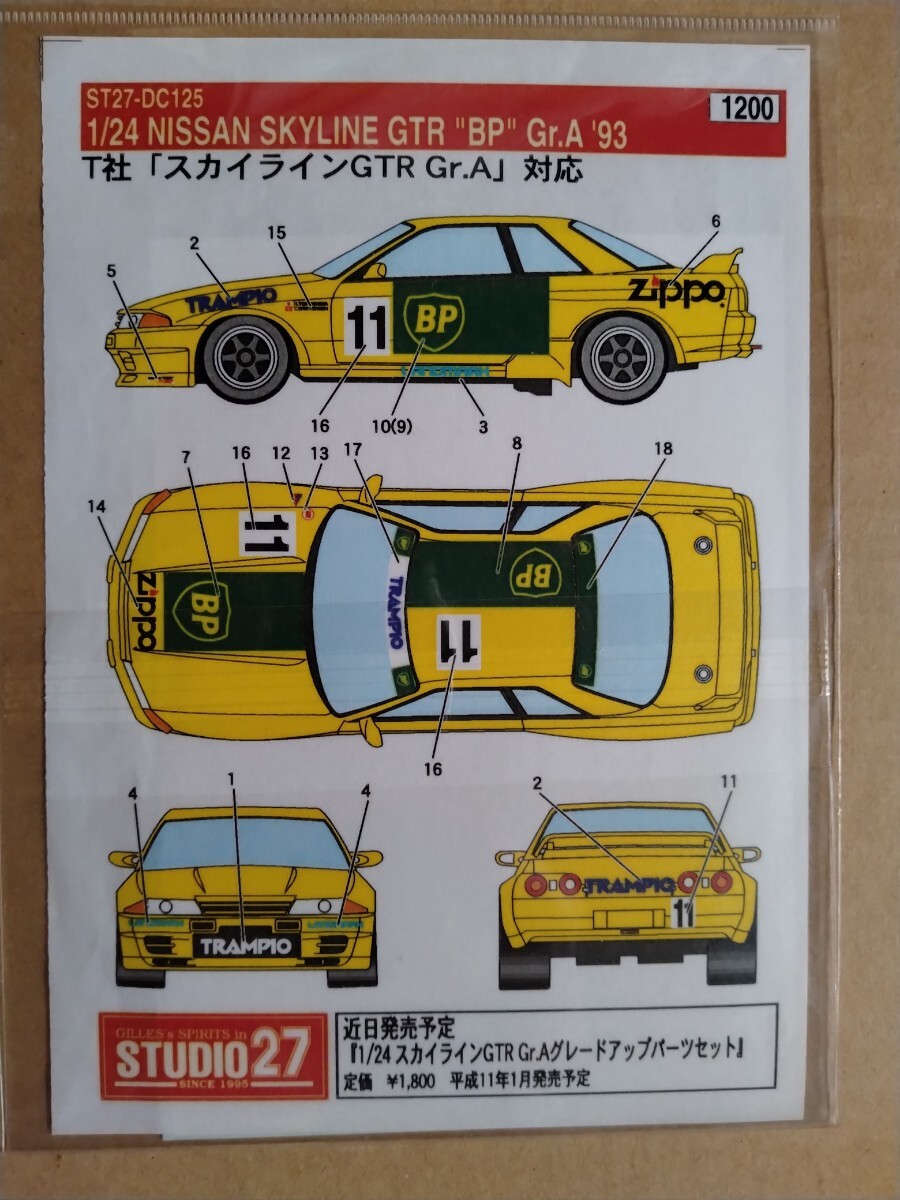 ST27-DC125
1200
1/24 NISSAN SKYLINE GTR "BP" Gr.A '93
T社「スカイラインGTR Gr.A」対応
15
2
6
5
TRAMPIO
zippo
11
BP
16
10(9)
3
7
16
12
13
17
8
18
14
11
zippo
BP
TRAMPIO
BP
11
16
4
1
4
2
11
TRAMPIO
TRAMPIO
11
GILLES's SPIRITS in
STUDIO27
SINCE 1995
近日発売予定
『1/24 スカイラインGTR Gr.Aグレードアップパーツセット』
定価 ¥1,800 平成11年1月発売予定